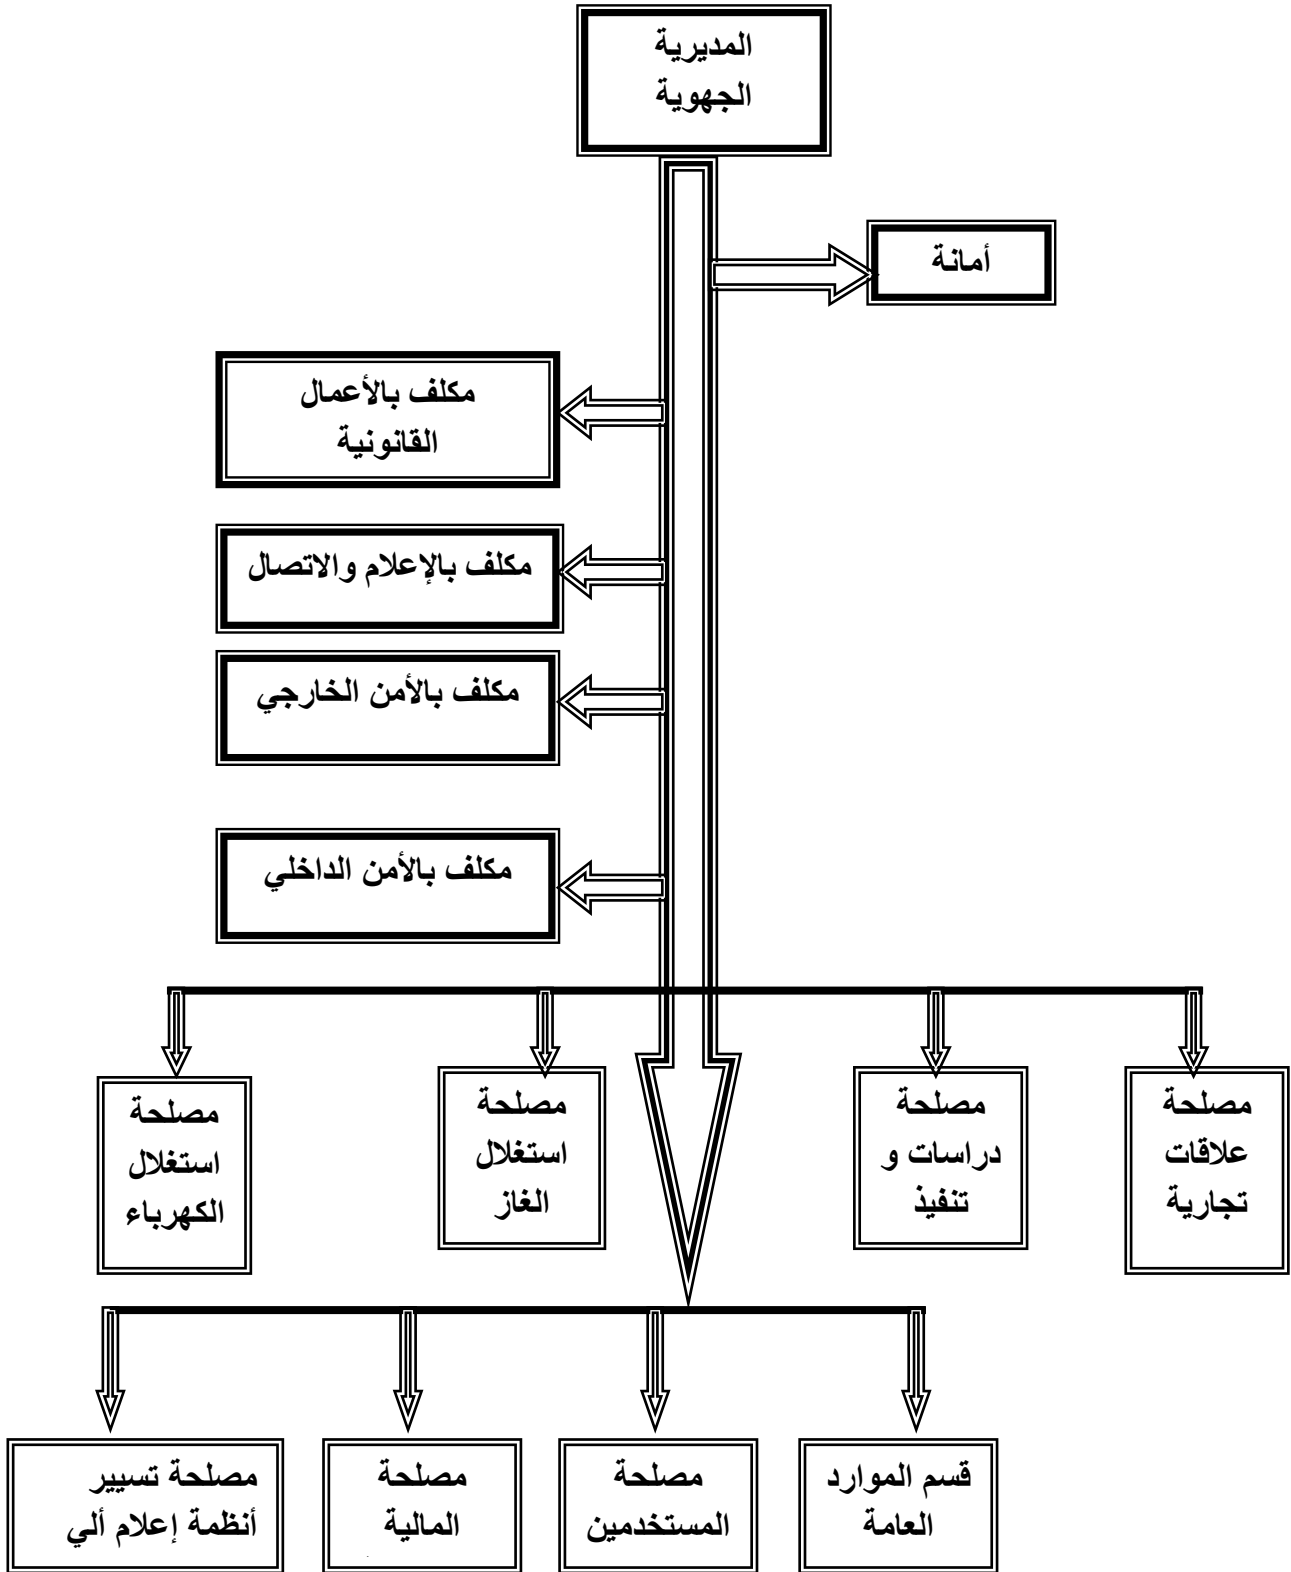 المديرية
الجهوية
أمانة
مكلف بالأعمال
القانونية
مكلف بالإعلام والاتصال
مكلف بالأمن الخارجي
مكلف بالأمن الداخلي
مصلحة
علاقات
تجارية
مصلحة
دراسات و
تنفيذ
مصلحة
استغلال
الغاز
مصلحة
استغلال
الكهرباء
قسم الموارد
العامة
مصلحة
المستخدمين
مصلحة
المالية
مصلحة تسيير
أنظمة إعلام ألي